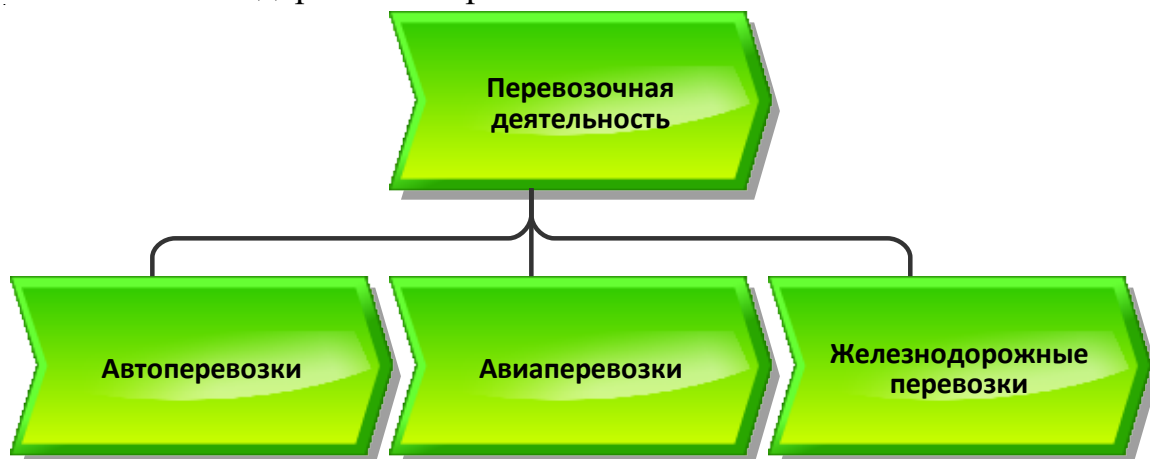 Перевозочная
деятельность
Автоперевозки
Авиаперевозки
Железнодорожные
перевозки